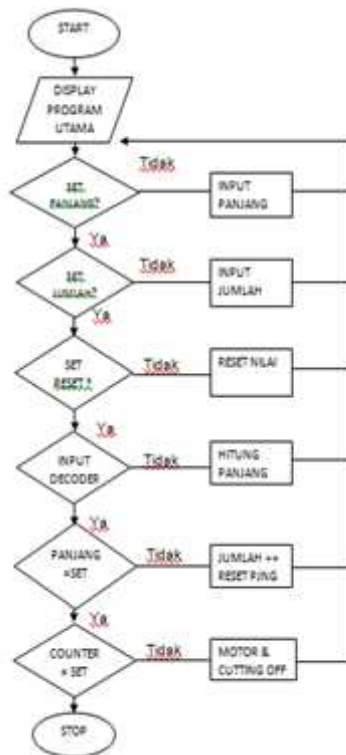 START
DISPLAY
PROGRAM
UTAMA
SET
PANJANG?
Tidak
INPUT
PANJANG
Ya
SET
JUMLAH?
Tidak
INPUT
JUMLAH
Ya
SET
RESET ?
Tidak
RESET NILAI
Ya
INPUT
DECODER
Tidak
HITUNG
PANJANG
Ya
PANJANG
=SET
Tidak
JUMLAH ++
RESET PJNG
Ya
COUNTER
= SET
Tidak
MOTOR &
CUTTING OFF
STOP